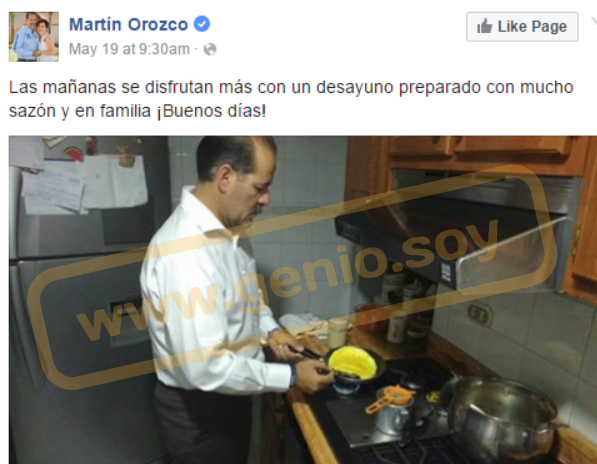 Martín Orozco
May 19 at 9:30am ·
Like Page
Las mañanas se disfrutan más con un desayuno preparado con mucho
sazón y en familia ¡Buenos días!
www.genio.soy